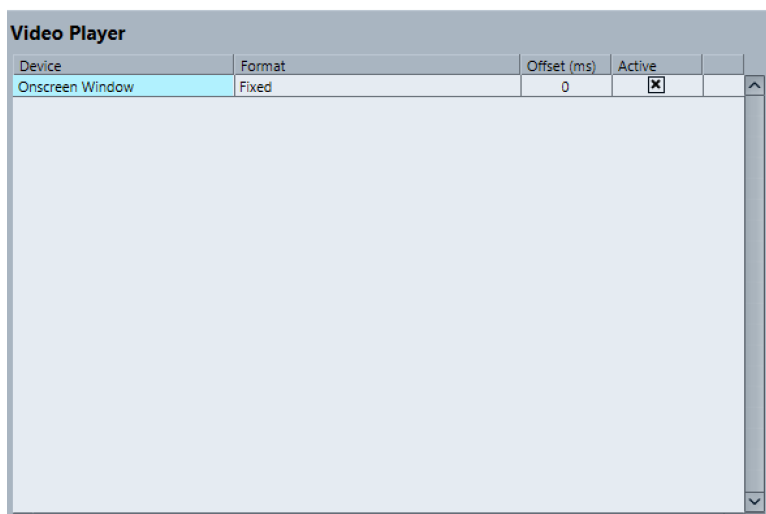 Video Player
Device Format Offset (ms) Active
Onscreen Window Fixed 0